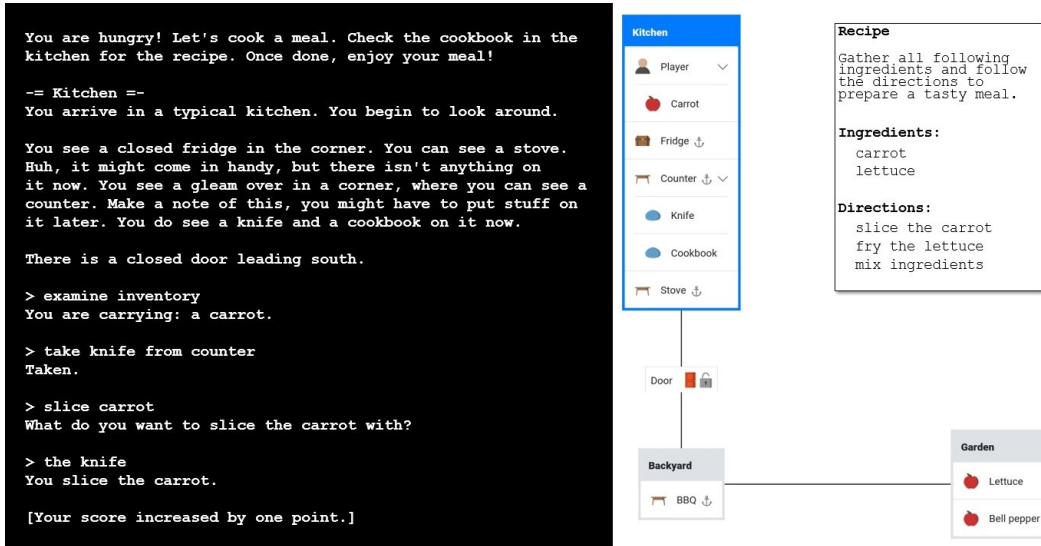 You are hungry! Let's cook a meal. Check the cookbook in the
kitchen for the recipe. Once done, enjoy your meal!
-= Kitchen =-
You arrive in a typical kitchen. You begin to look around.
You see a closed fridge in the corner. You can see a stove.
Huh, it might come in handy, but there isn't anything on
it now. You see a gleam over in a corner, where you can see a
counter. Make a note of this, you might have to put stuff on
it later. You do see a knife and a cookbook on it now.
There is a closed door leading south.
> examine inventory
You are carrying: a carrot.
> take knife from counter
Taken.
> slice carrot
What do you want to slice the carrot with?
> the knife
You slice the carrot.
[Your score increased by one point.]
Kitchen
Player
Carrot
Fridge
Counter
Knife
Cookbook
Stove
Door
Backyard
BBQ
Garden
Lettuce
Bell pepper
Recipe
Gather all following
ingredients and follow
the directions to
prepare a tasty meal.
Ingredients:
carrot
lettuce
Directions:
slice the carrot
fry the lettuce
mix ingredients